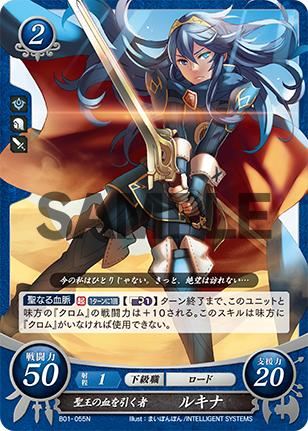 2
SAMPLE
今の私はひとりじゃない。きっと、絶望は訪れない…
聖なる血脈 起 1ターンに1回 [1] ターン終了まで、このユニットと
味方の『クロム』の戦闘力は+10される。このスキルは味方に
『クロム』がいなければ使用できない。
戦闘力
50
射程 1 下級職 ロード
支援力
20
聖王の血を引く者 ルキナ
B01-055N Illust:まいぽんぽん/INTELLIGENT SYSTEMS